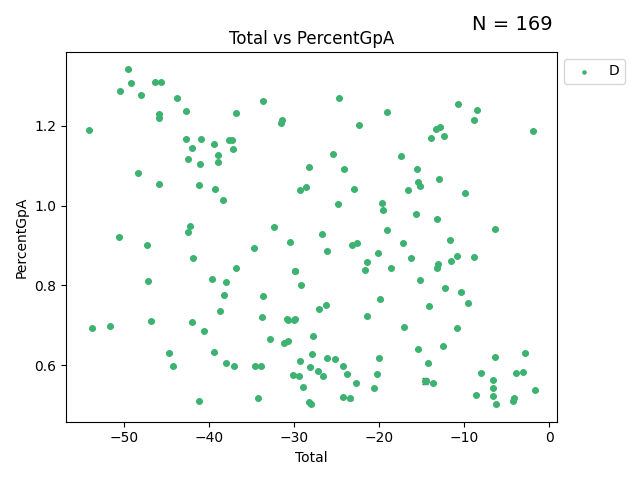 N = 169
Total vs PercentGpA
D
PercentGpA
1.2
1.0
0.8
0.6
−50 −40 −30 −20 −10 0
Total